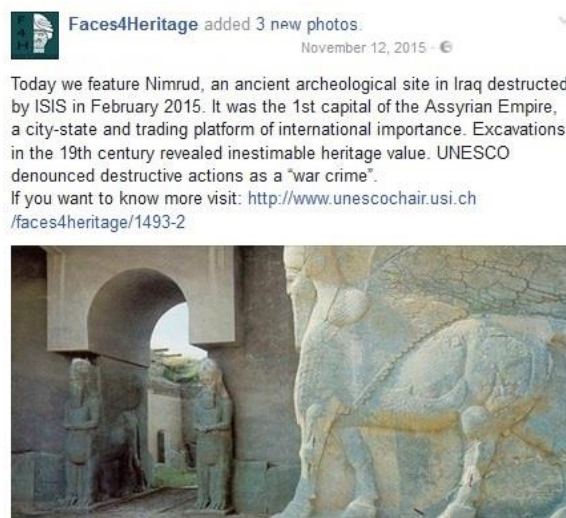 F
4
H
Faces4Heritage added 3 new photos.
November 12, 2015 ·
Today we feature Nimrud, an ancient archeological site in Iraq destructed
by ISIS in February 2015. It was the 1st capital of the Assyrian Empire,
a city-state and trading platform of international importance. Excavations
in the 19th century revealed inestimable heritage value. UNESCO
denounced destructive actions as a “war crime”.
If you want to know more visit: http://www.unescochair.usi.ch
/faces4heritage/1493-2